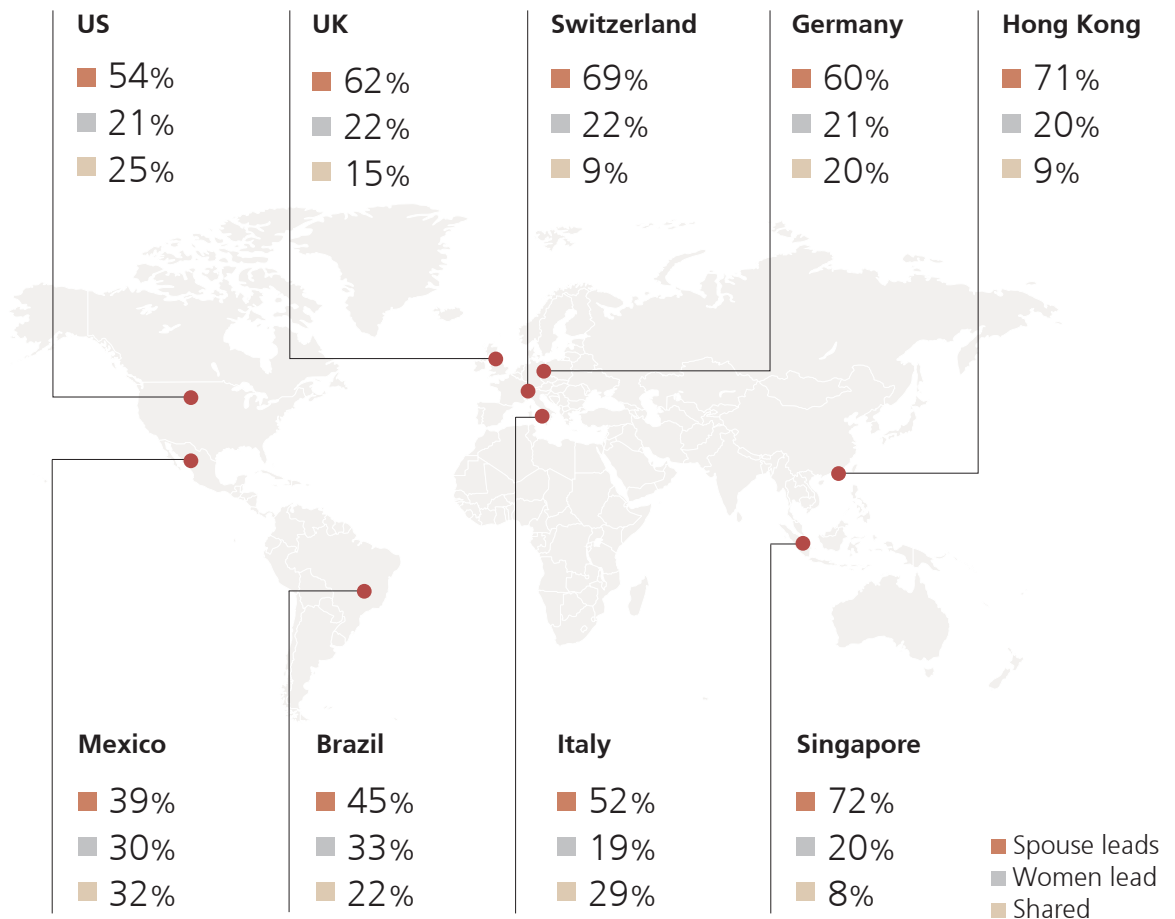 US
54%
21%
25%
UK
62%
22%
15%
Switzerland
69%
22%
9%
Germany
60%
21%
20%
Hong Kong
71%
20%
9%
Mexico
39%
30%
32%
Brazil
45%
33%
22%
Italy
52%
19%
29%
Singapore
72%
20%
8%
Spouse leads
Women lead
Shared